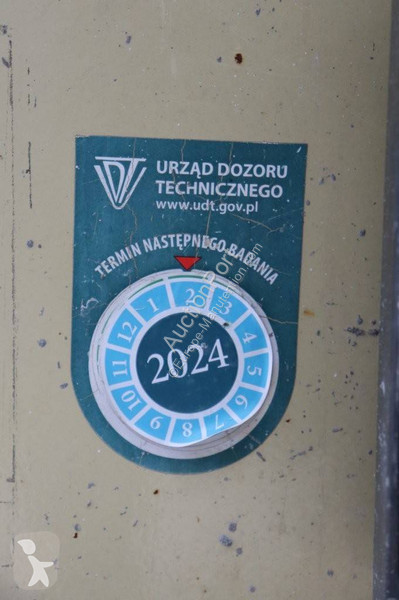 URZĄD DOZORU
TECHNICZNEGO
www.udt.gov.pl
TERMIN NASTĘPNEGO BADANIA
1 2 3 4 5 6 7 8 9 10 11 12
2024
AuctionPort